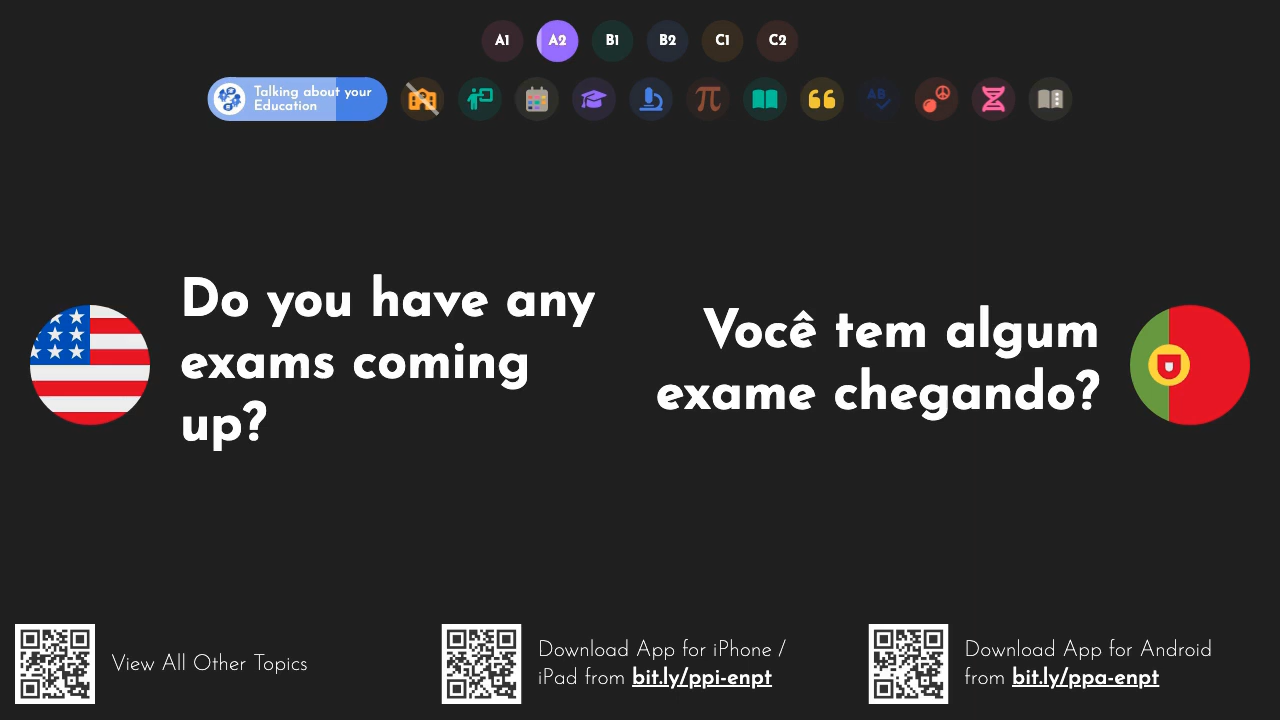 A1 A2 B1 B2 C1 C2
Talking about your
Education
π
AB
Do you have any
exams coming
up?
Você tem algum
exame chegando?
View All Other Topics
Download App for iPhone /
iPad from bit.ly/ppi-enpt
Download App for Android
from bit.ly/ppa-enpt